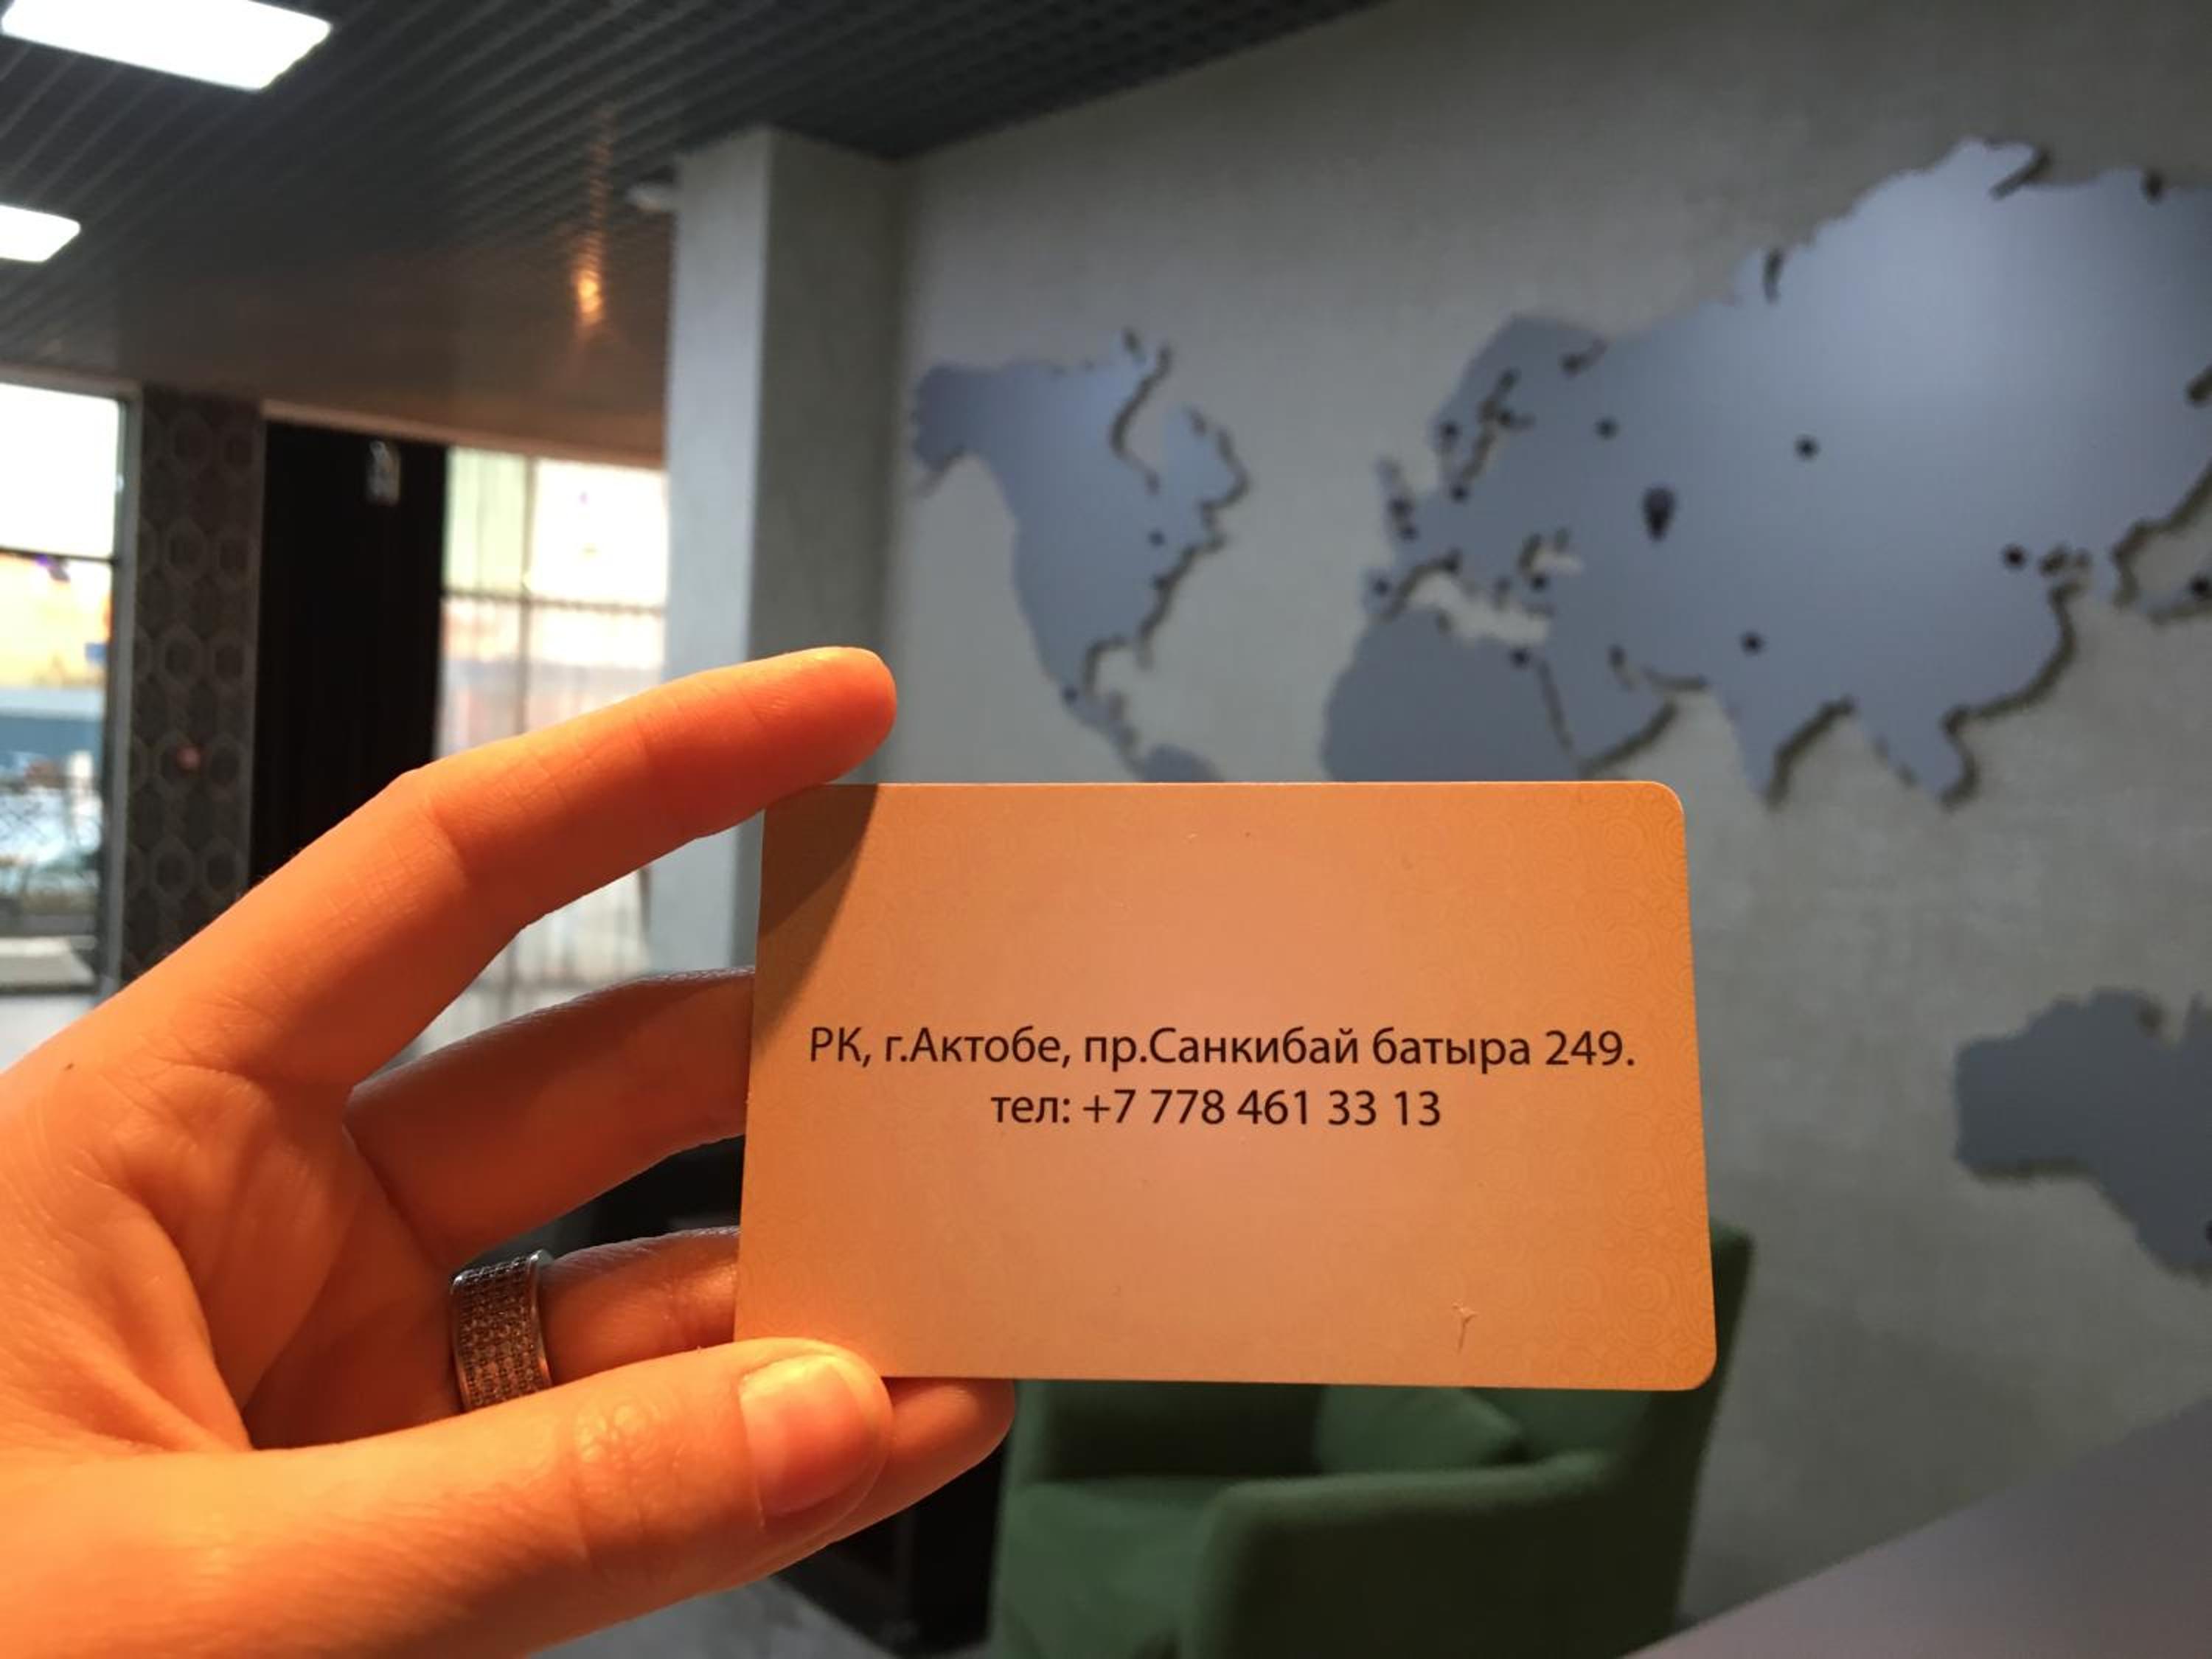 РК, г.Актобе, пр.Санкибай батыра 249.
тел: +7 778 461 33 13